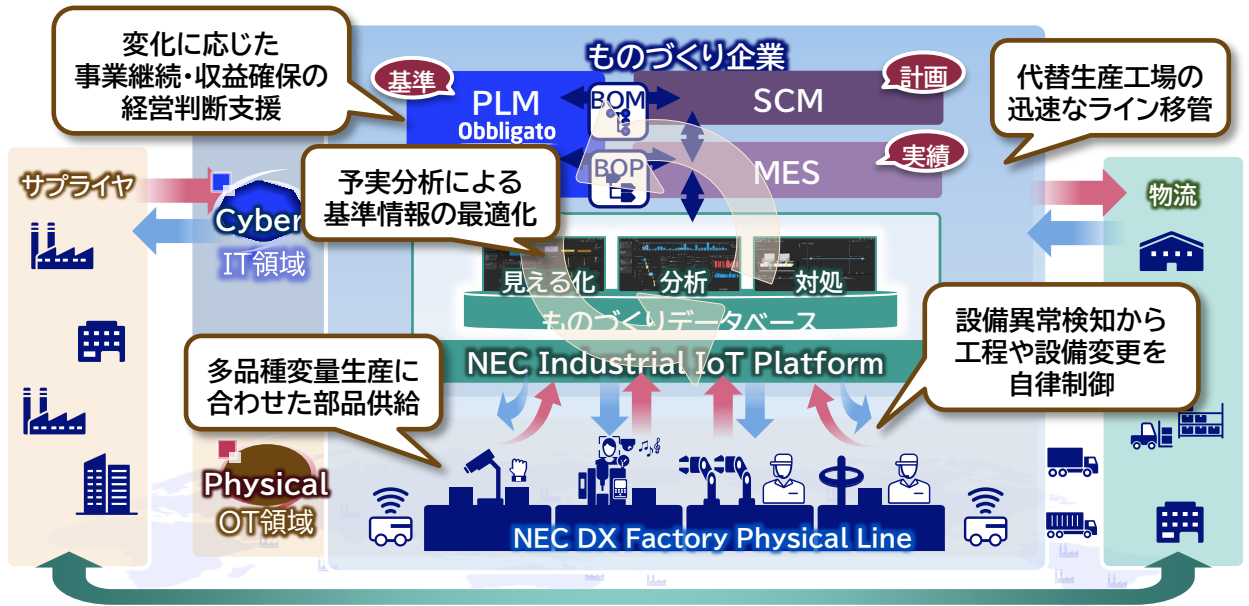 変化に応じた
事業継続・収益確保の
経営判断支援
ものづくり企業
基準
PLM
Obbligato
BOM
SCM
計画
BOP
MES
実績
代替生産工場の
迅速なライン移管
サプライヤ
Cyber
IT領域
予実分析による
基準情報の最適化
物流
見える化
分析
対処
ものづくりデータベース
NEC Industrial IoT Platform
設備異常検知から
工程や設備変更を
自律制御
多品種変量生産に
合わせた部品供給
Physical
OT領域
NEC DX Factory Physical Line